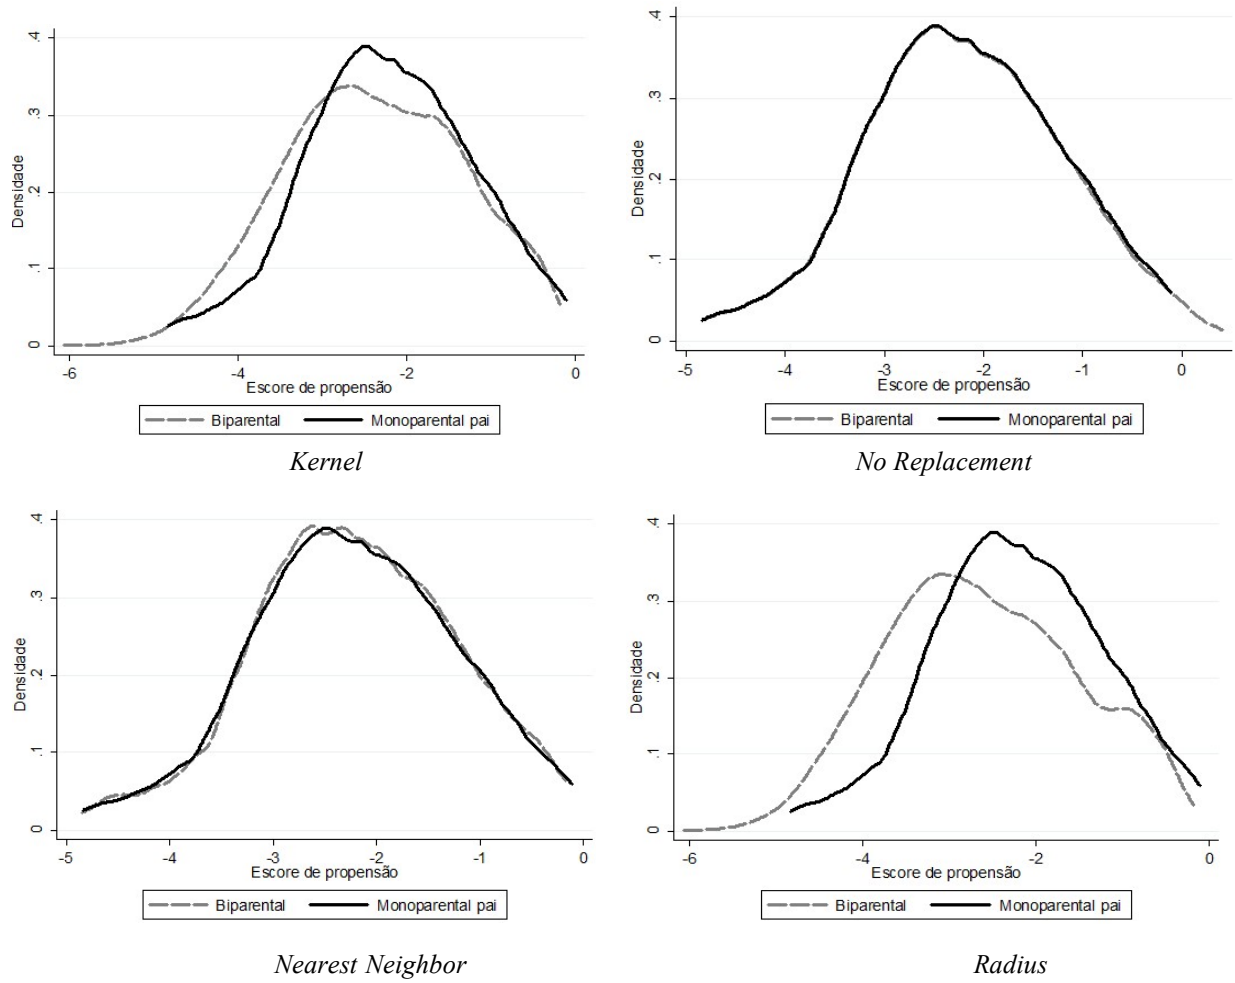 .4
.3
.2
.1
0
Densidade
-6 -4 -2 0
Escore de propensão
Biparental Monoparental pai
Kernel
.4
.3
.2
.1
0
Densidade
-5 -4 -3 -2 -1 0
Escore de propensão
Biparental Monoparental pai
No Replacement
.4
.3
.2
.1
0
Densidade
-5 -4 -3 -2 -1 0
Escore de propensão
Biparental Monoparental pai
Nearest Neighbor
.4
.3
.2
.1
0
Densidade
-6 -4 -2 0
Escore de propensão
Biparental Monoparental pai
Radius